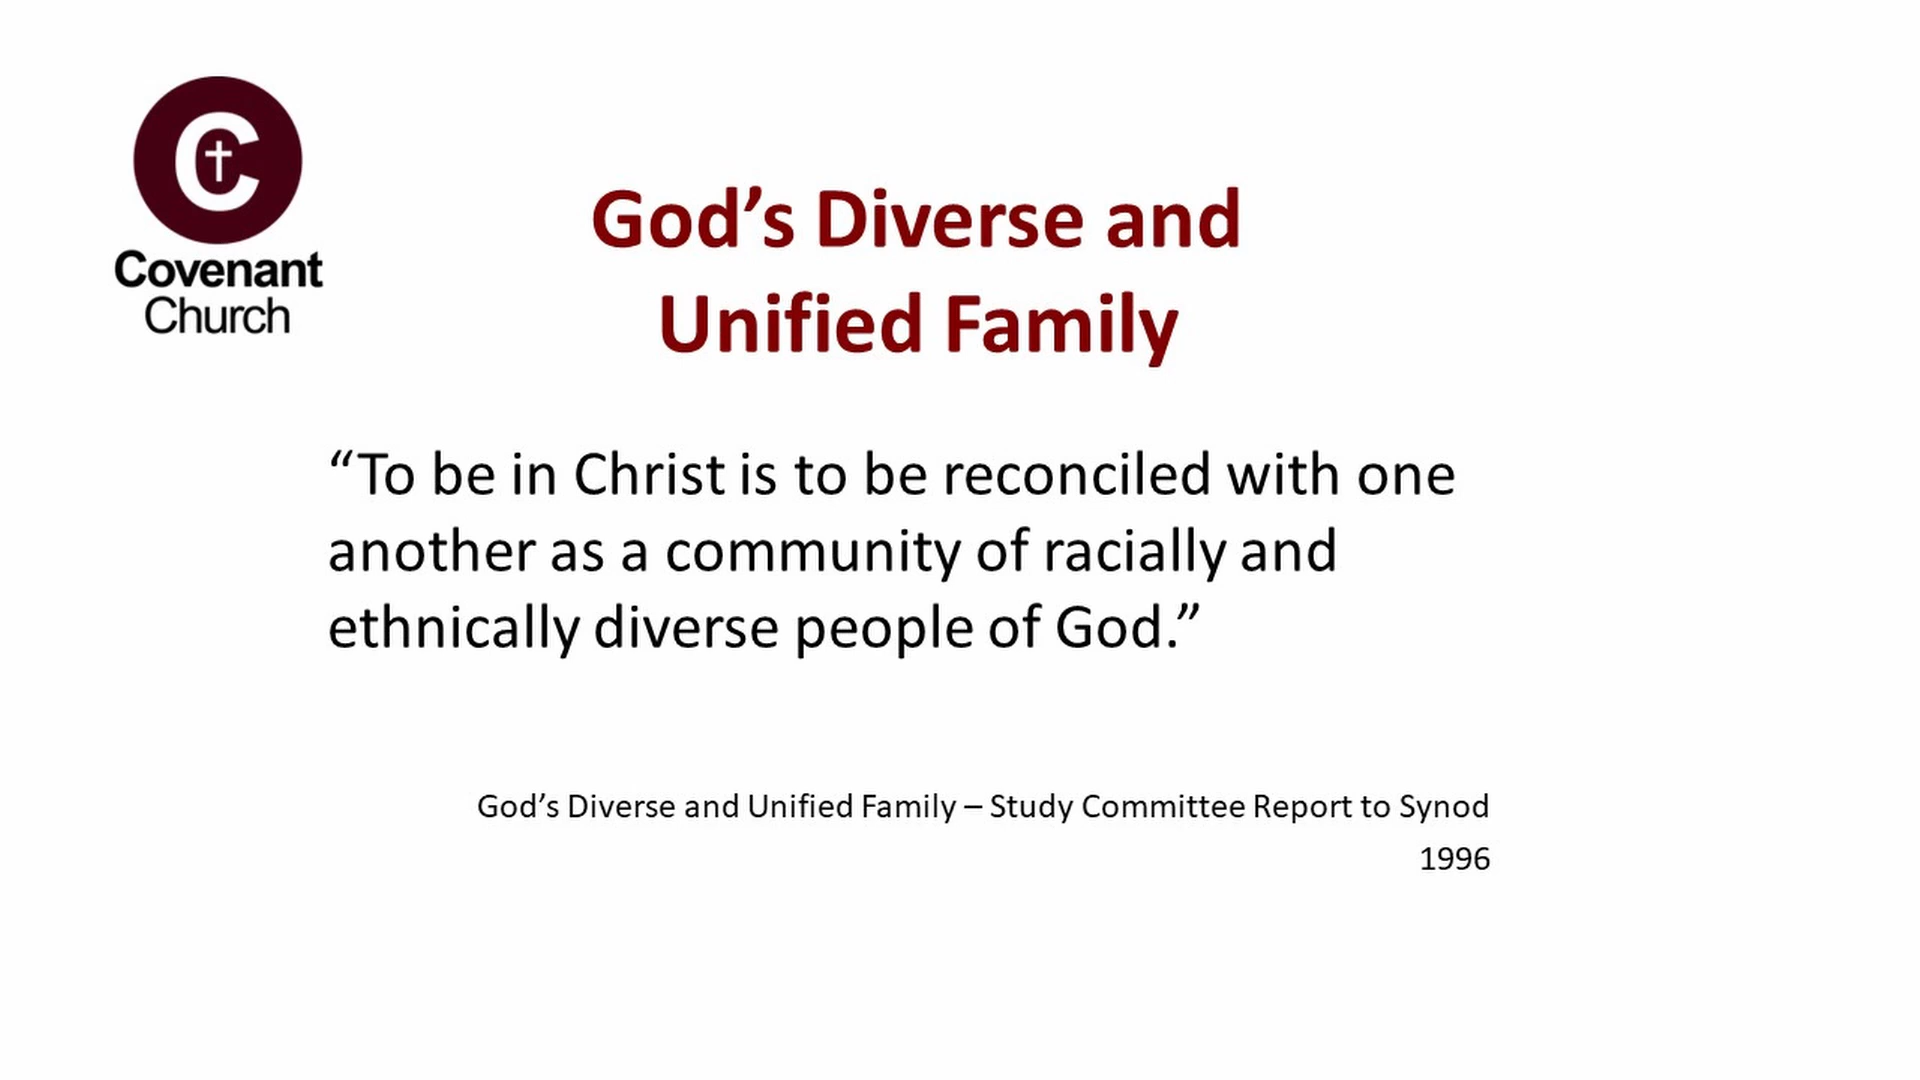 C
Covenant
Church
God’s Diverse and
Unified Family
“To be in Christ is to be reconciled with one
another as a community of racially and
ethnically diverse people of God.”
God’s Diverse and Unified Family – Study Committee Report to Synod
1996